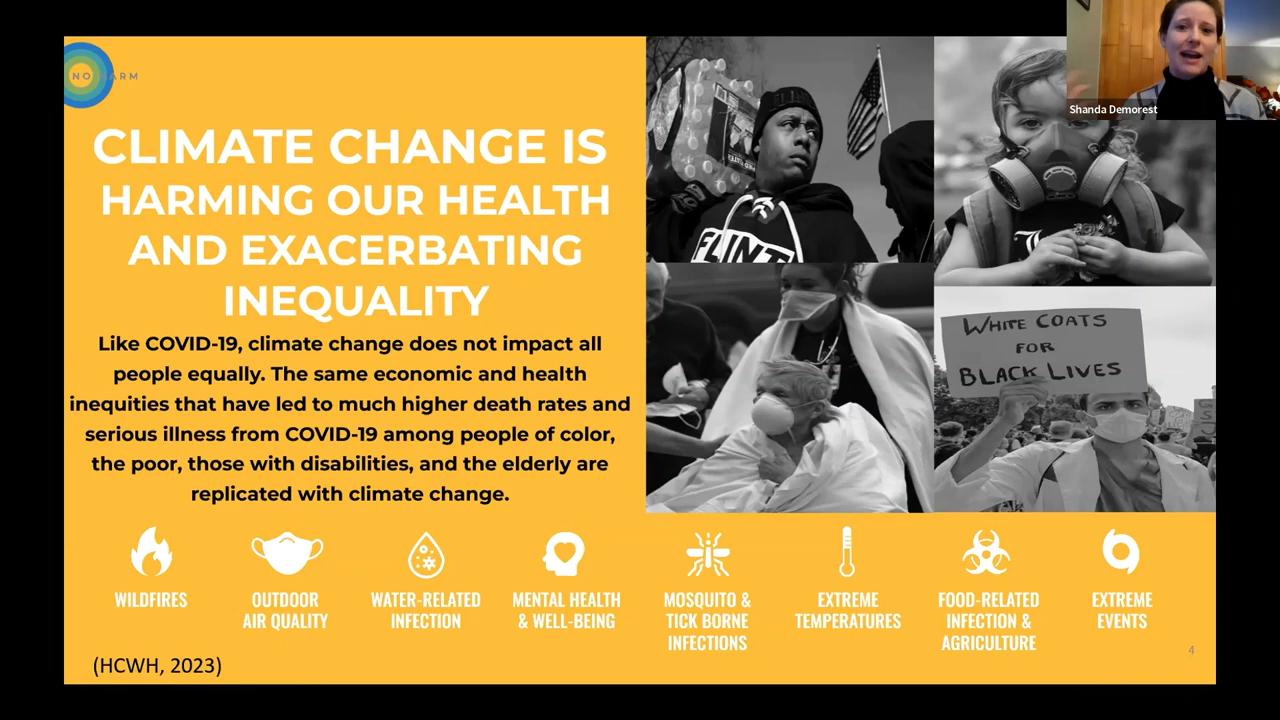 NO HARM
CLIMATE CHANGE IS
HARMING OUR HEALTH
AND EXACERBATING
INEQUALITY
Like COVID-19, climate change does not impact all
people equally. The same economic and health
inequities that have led to much higher death rates and
serious illness from COVID-19 among people of color,
the poor, those with disabilities, and the elderly are
replicated with climate change.
FLINT
WHITE COATS
FOR
BLACK LIVES
Shanda Demorest
WILDFIRES
OUTDOOR
AIR QUALITY
WATER-RELATED
INFECTION
MENTAL HEALTH
& WELL-BEING
MOSQUITO &
TICK BORNE
INFECTIONS
EXTREME
TEMPERATURES
FOOD-RELATED
INFECTION &
AGRICULTURE
EXTREME
EVENTS
(HCWH, 2023)
4